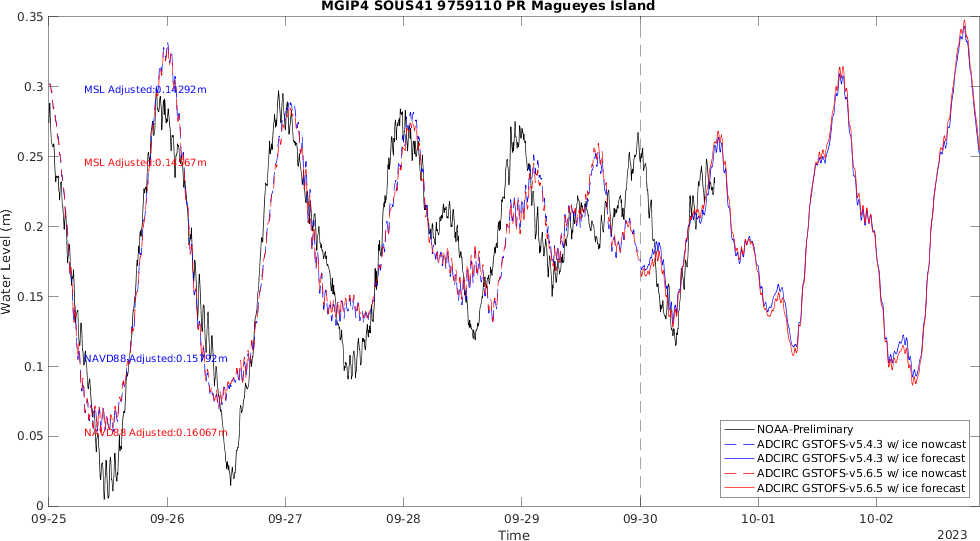 MGIP4 SOUS41 9759110 PR Magueyes Island
0.35
0.3
0.25
0.2
0.15
0.1
0.05
0
Water Level (m)
MSL Adjusted:0.14292m
MSL Adjusted:0.14567m
NAVD88 Adjusted:0.15792m
NAVD88 Adjusted:0.16067m
NOAA-Preliminary
ADCIRC GSTOFS-v5.4.3 w/ ice nowcast
ADCIRC GSTOFS-v5.4.3 w/ ice forecast
ADCIRC GSTOFS-v5.6.5 w/ ice nowcast
ADCIRC GSTOFS-v5.6.5 w/ ice forecast
09-25 09-26 09-27 09-28 09-29 09-30 10-01 10-02
Time
2023